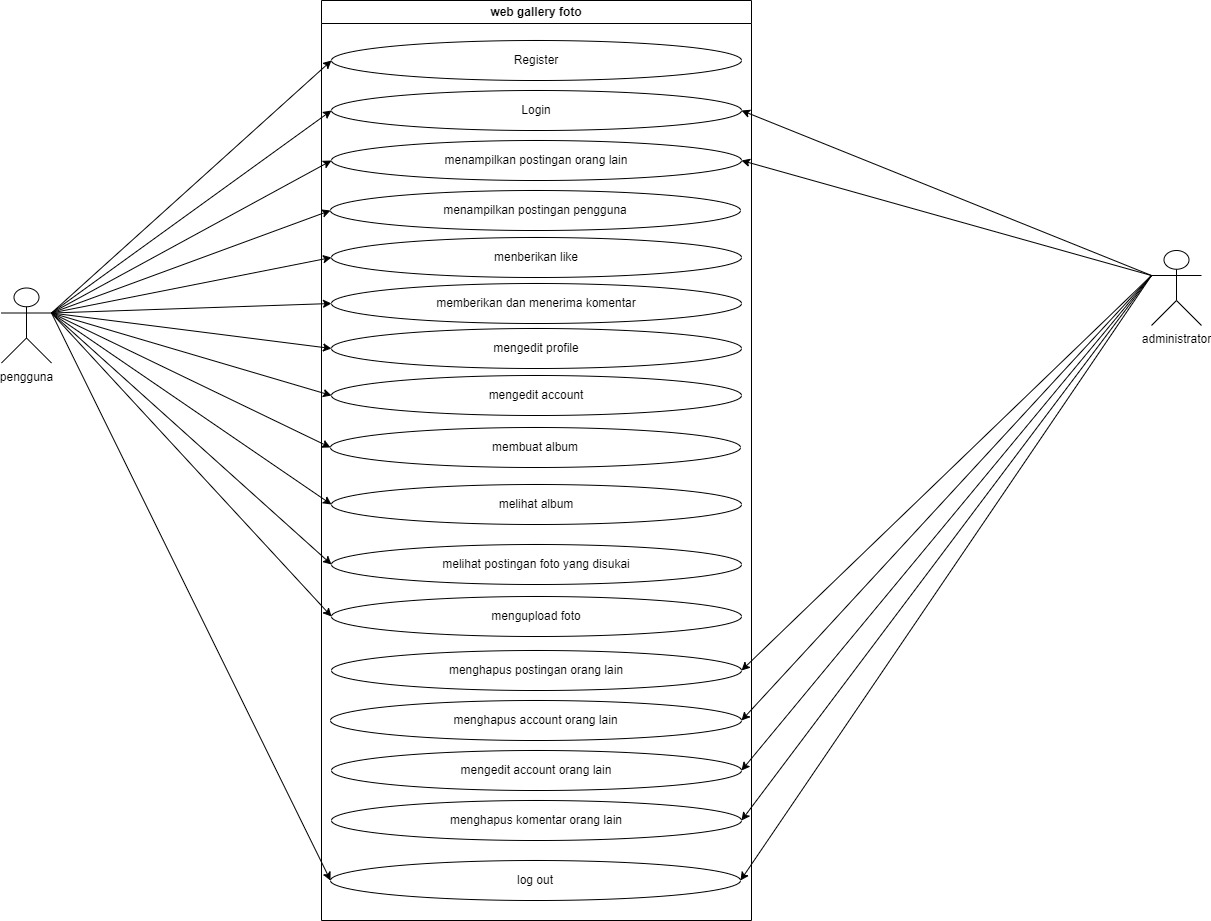 web gallery foto
Register
Login
menampilkan postingan orang lain
menampilkan postingan pengguna
menberikan like
memberikan dan menerima komentar
mengedit profile
mengedit account
membuat album
melihat album
melihat postingan foto yang disukai
mengupload foto
menghapus postingan orang lain
menghapus account orang lain
mengedit account orang lain
menghapus komentar orang lain
log out
pengguna
administrator